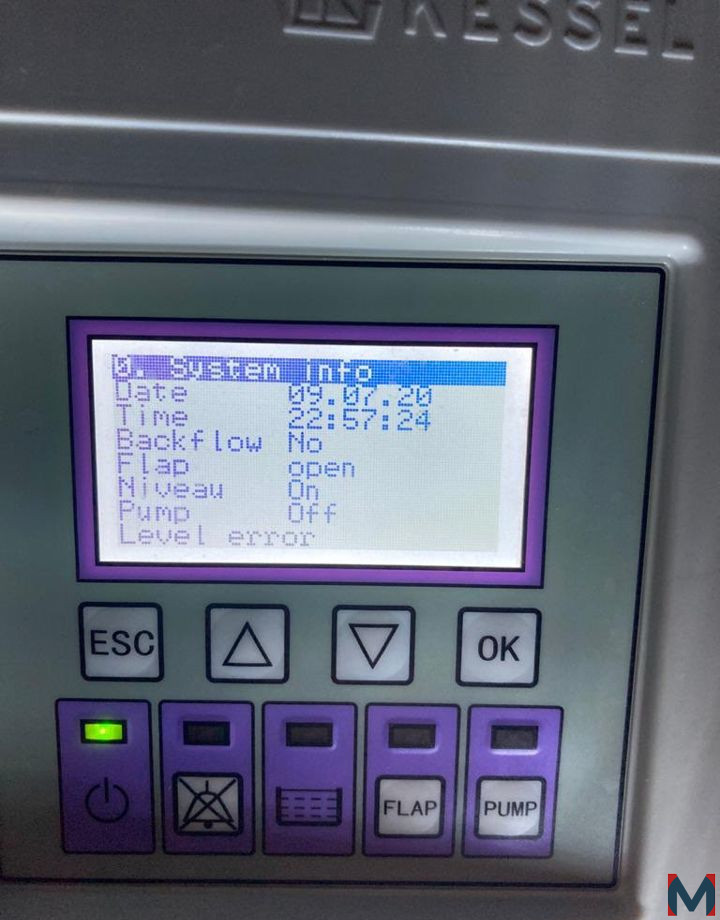 KESSEL
0. System Info
Date 09.07.20
Time 22:57:24
Backflow No
Flap open
Niveau On
Pump Off
Level error
ESC
OK
FLAP
PUMP
M